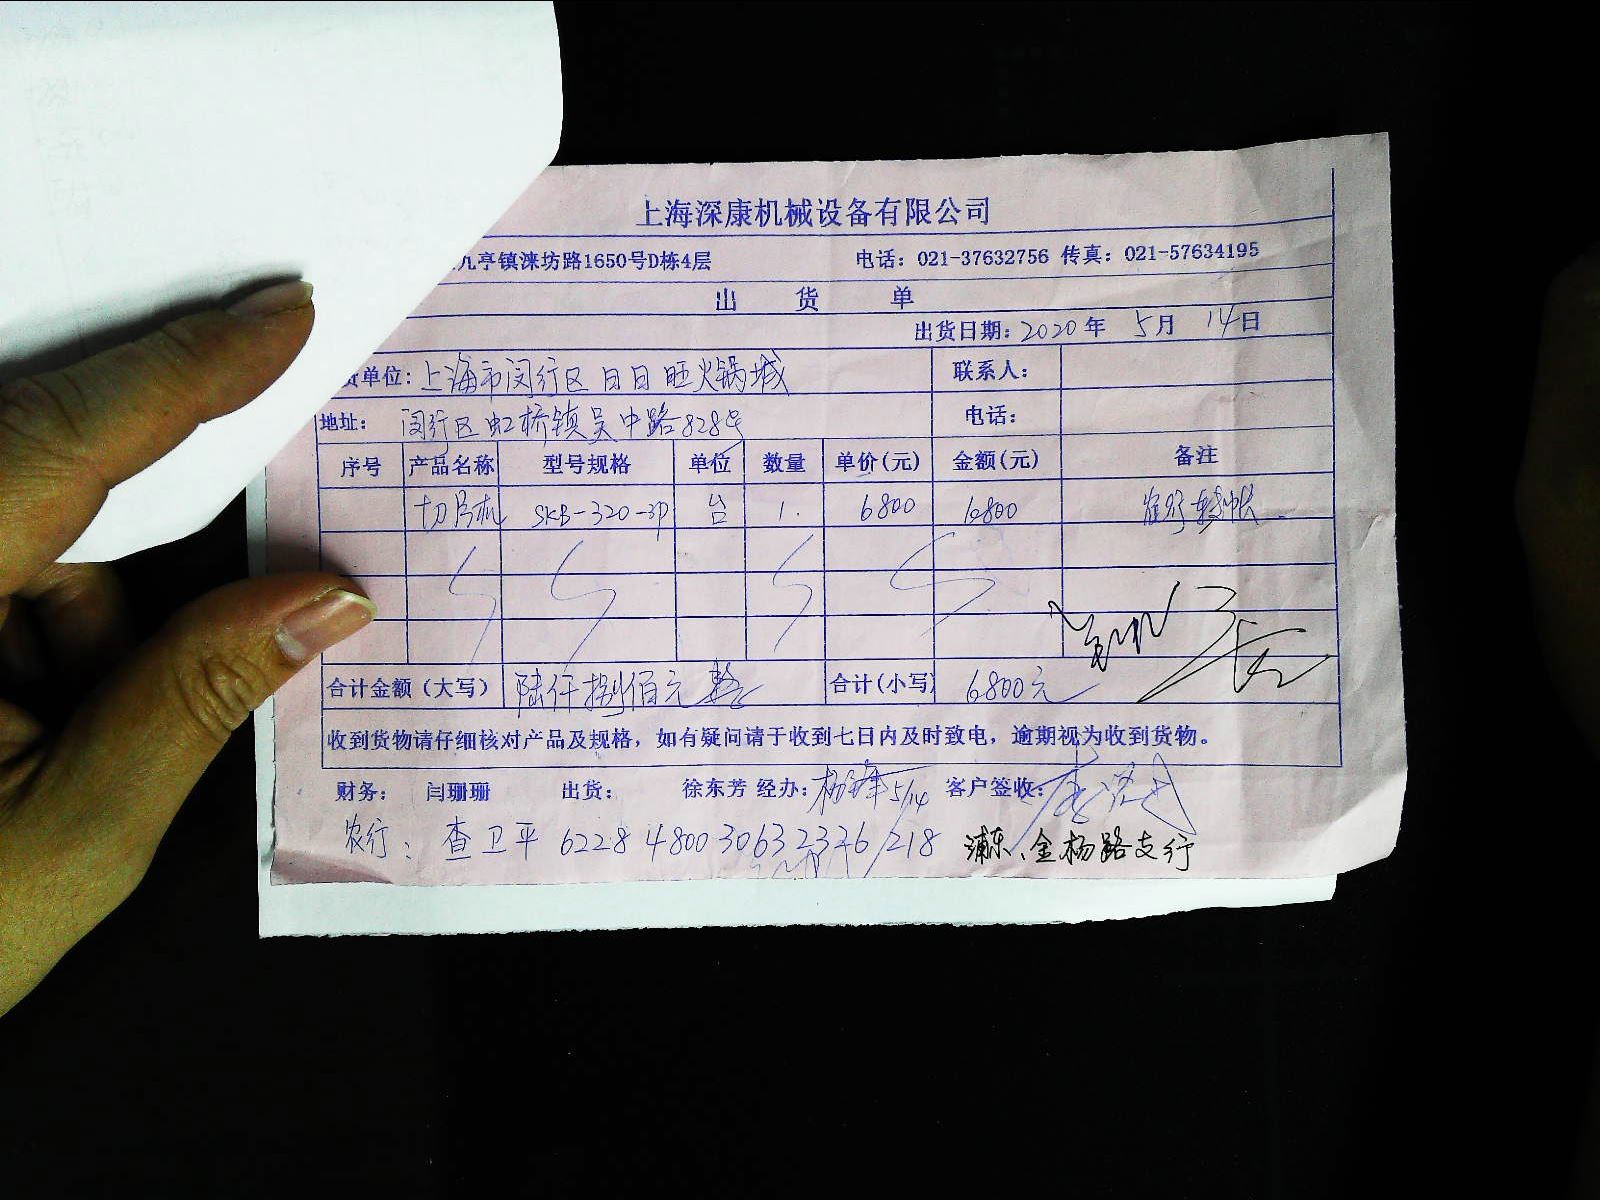 上海深康机械设备有限公司
九亭镇涞坊路1650号D栋4层 电话：021-37632756 传真：021-57634195
出 货 单
出货日期：2020年 5月 14日
货单位：上海市闵行区日日旺火锅城 联系人：
地址： 闵行区虹桥镇吴中路828号 电话：
序号 产品名称 型号规格 单位 数量 单价(元) 金额(元) 备注
切片机 SKB-320-3P 台 1. 6800 6800 转帐
合计金额（大写） 陆仟捌佰元整 合计(小写) 6800元
收到货物请仔细核对产品及规格，如有疑问请于收到七日内及时致电，逾期视为收到货物。
财务： 闫珊珊 出货： 徐东芳 经办： 5/14 客户签收：
农行： 查卫平 6228 4800 3063 2326 218 浦东、金杨路支行